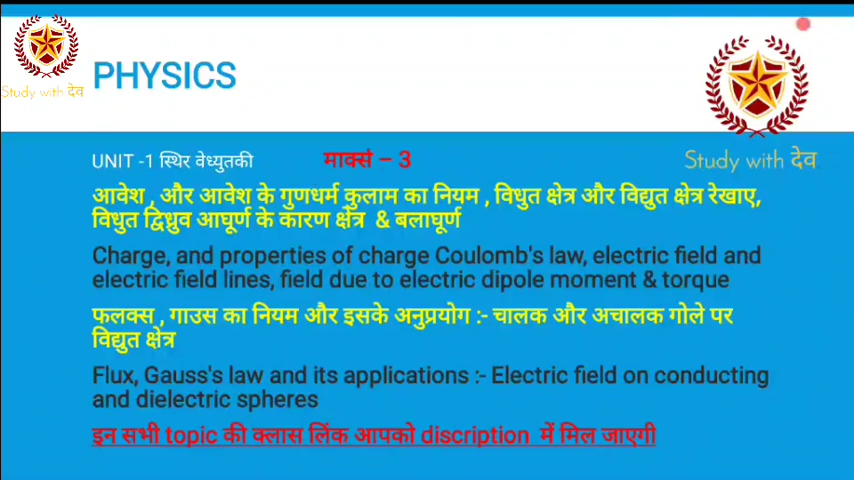 Study with देव
PHYSICS
Study with देव
UNIT -1 स्थिर वेध्युतकी मार्क्स – 3
आवेश , और आवेश के गुणधर्म कुलाम का नियम , विधुत क्षेत्र और विद्युत क्षेत्र रेखाए,
विधुत द्विध्रुव आघूर्ण के कारण क्षेत्र & बलाघूर्ण
Charge, and properties of charge Coulomb's law, electric field and
electric field lines, field due to electric dipole moment & torque
फलक्स , गाउस का नियम और इसके अनुप्रयोग :- चालक और अचालक गोले पर
विद्युत क्षेत्र
Flux, Gauss's law and its applications :- Electric field on conducting
and dielectric spheres
इन सभी topic की क्लास लिंक आपको discription में मिल जाएगी